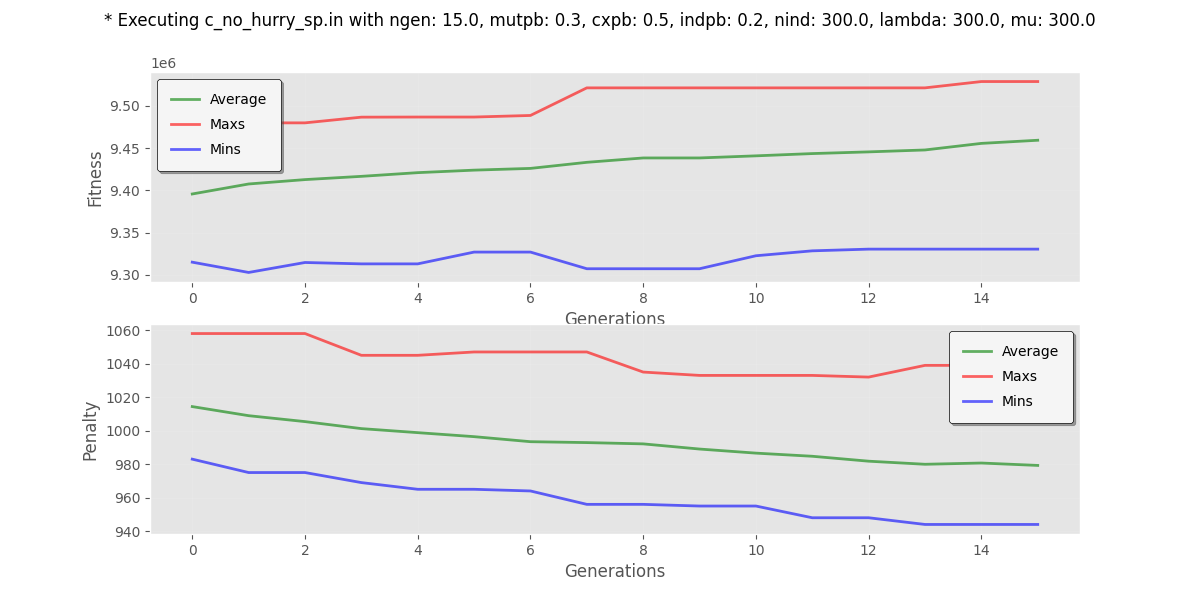 * Executing c_no_hurry_sp.in with ngen: 15.0, mutpb: 0.3, cxpb: 0.5, indpb: 0.2, nind: 300.0, lambda: 300.0, mu: 300.0
1e6
Average
Maxs
Mins
9.50
9.45
9.40
9.35
9.30
Fitness
0 2 4 6 8 10 12 14
Generations
1060
1040
1020
1000
980
960
940
Penalty
Average
Maxs
Mins
0 2 4 6 8 10 12 14
Generations